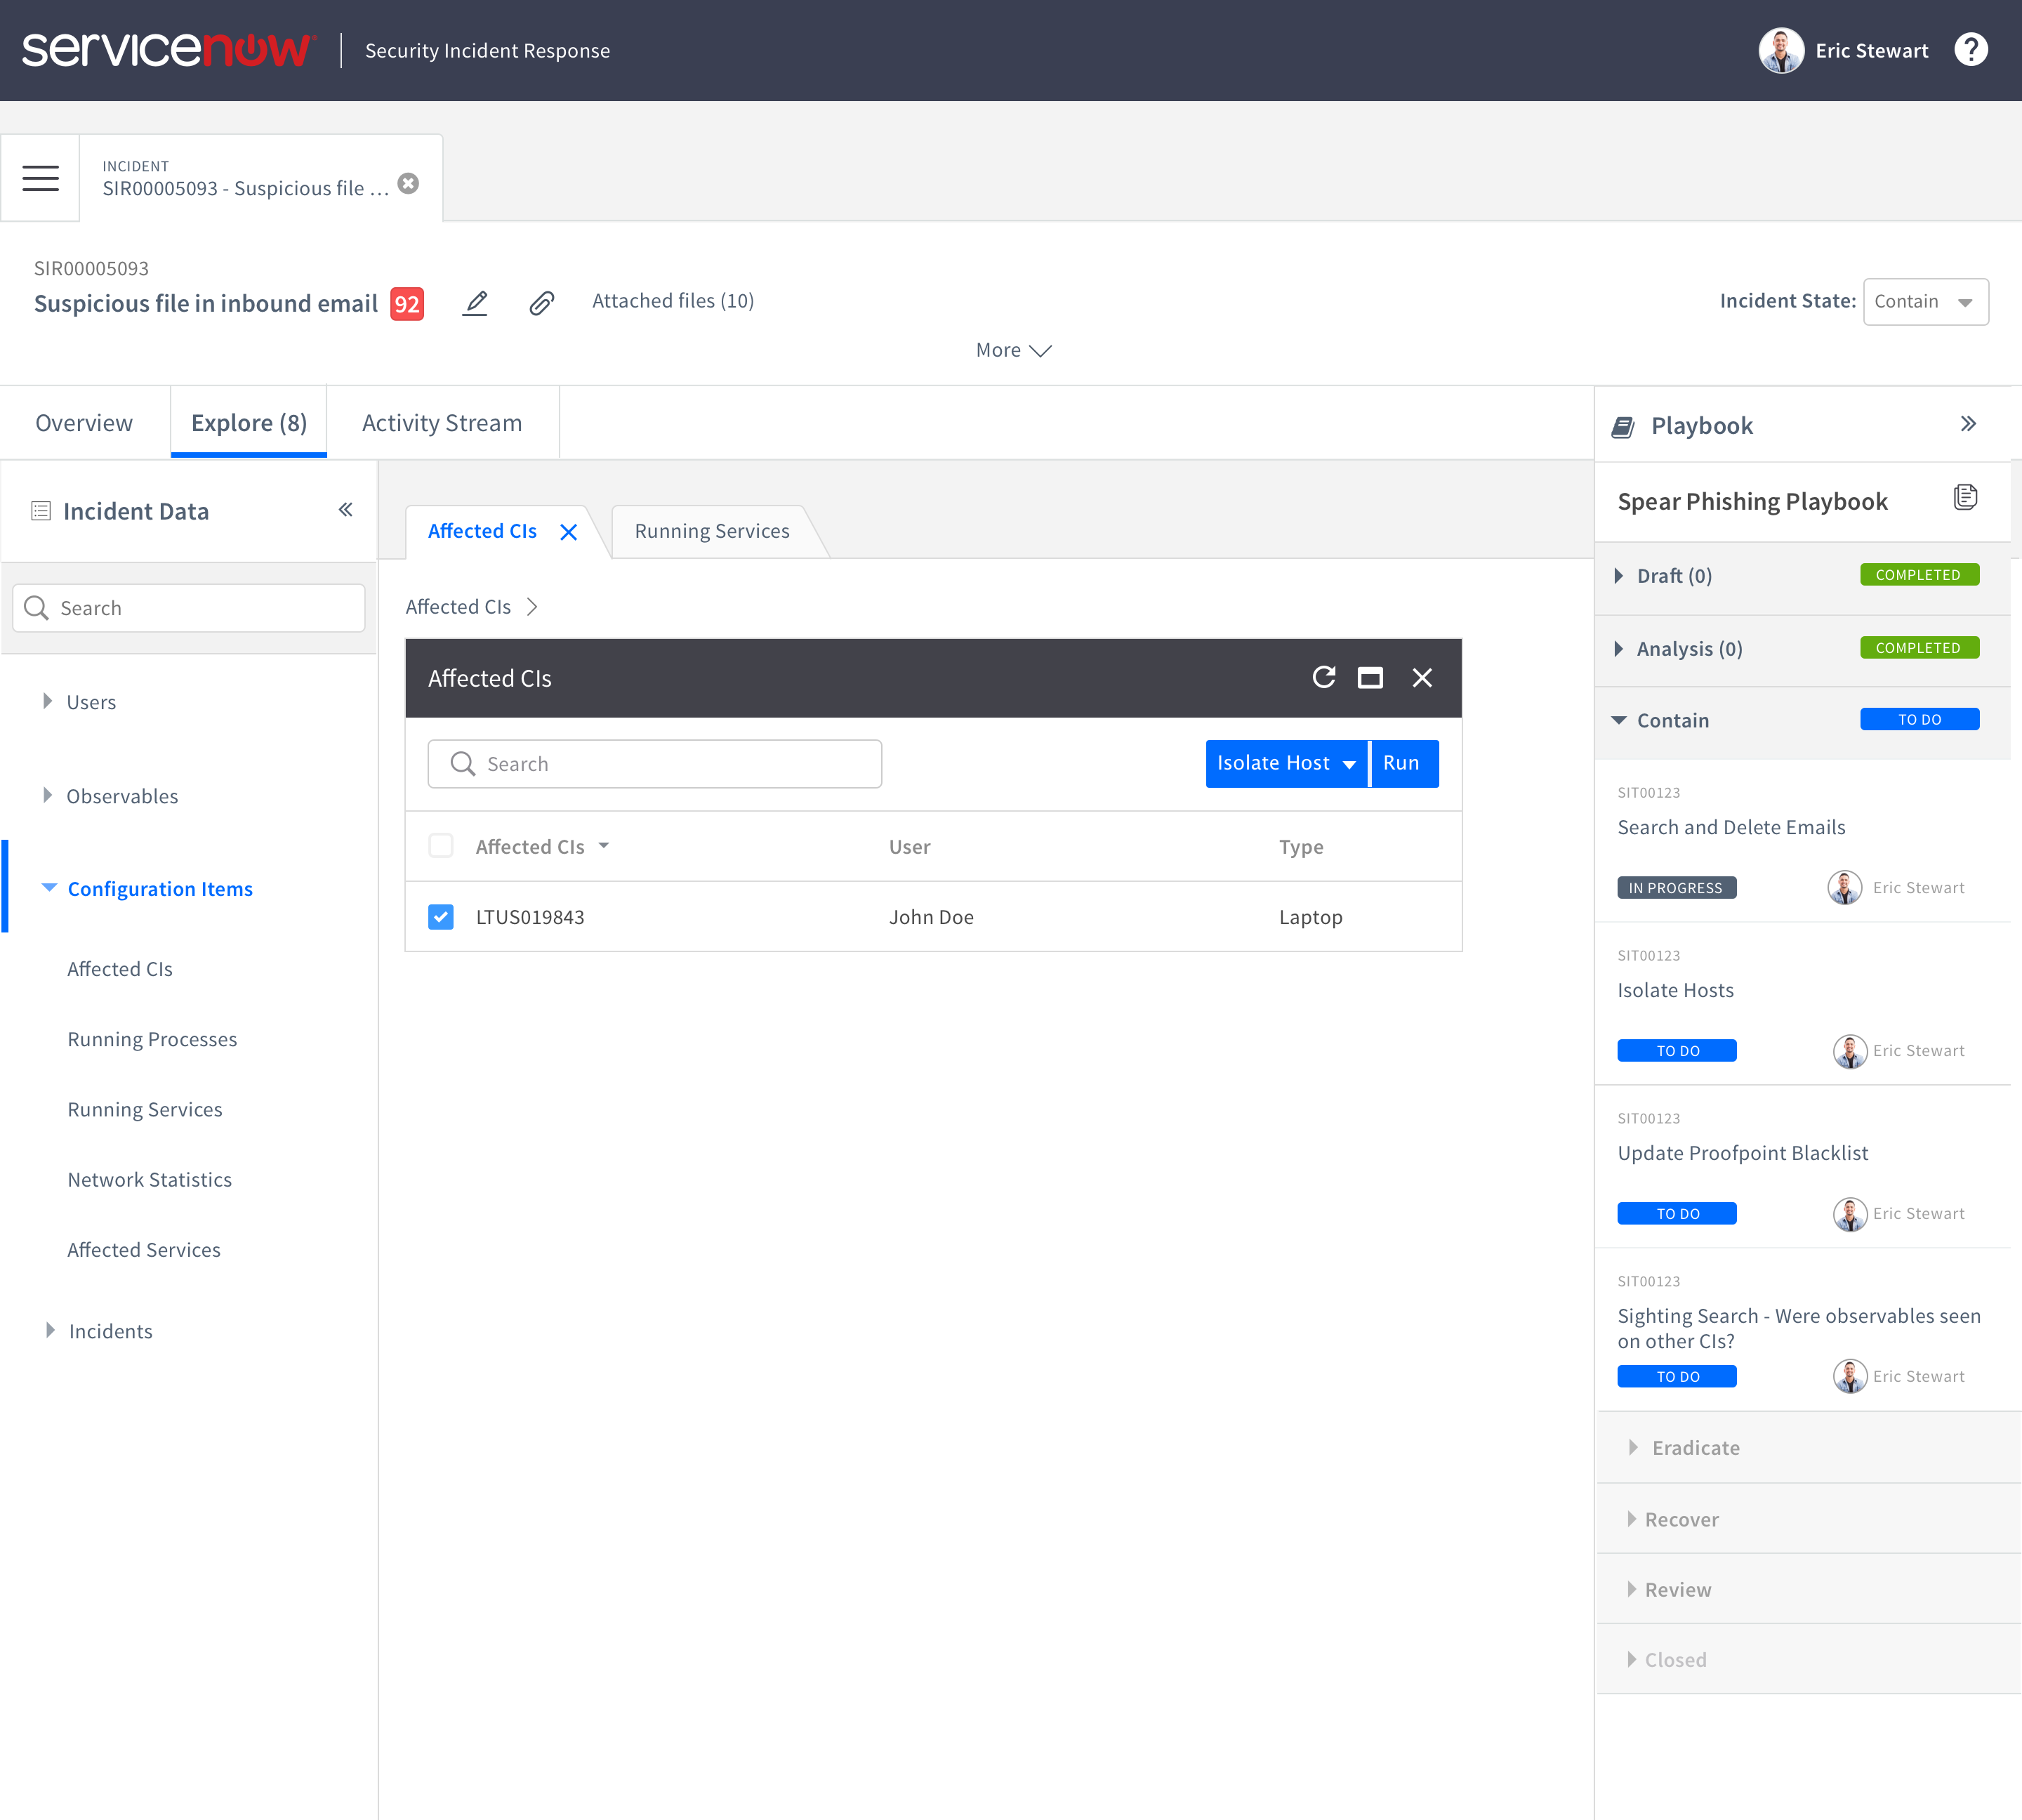 servicenow
Security Incident Response
Eric Stewart
?
INCIDENT
SIR00005093 - Suspicious file ...
SIR00005093
Suspicious file in inbound email 92
Attached files (10)
Incident State: Contain
More
Overview
Explore (8)
Activity Stream
Incident Data
Search
Users
Observables
Configuration Items
Affected CIs
Running Processes
Running Services
Network Statistics
Affected Services
Incidents
Affected CIs
Running Services
Affected CIs
Affected CIs
Search
Isolate Host
Run
Affected CIs User Type
LTUS019843 John Doe Laptop
Playbook
Spear Phishing Playbook
Draft (0) COMPLETED
Analysis (0) COMPLETED
Contain TO DO
SIT00123
Search and Delete Emails
IN PROGRESS Eric Stewart
SIT00123
Isolate Hosts
TO DO Eric Stewart
SIT00123
Update Proofpoint Blacklist
TO DO Eric Stewart
SIT00123
Sighting Search - Were observables seen
on other CIs?
TO DO Eric Stewart
Eradicate
Recover
Review
Closed